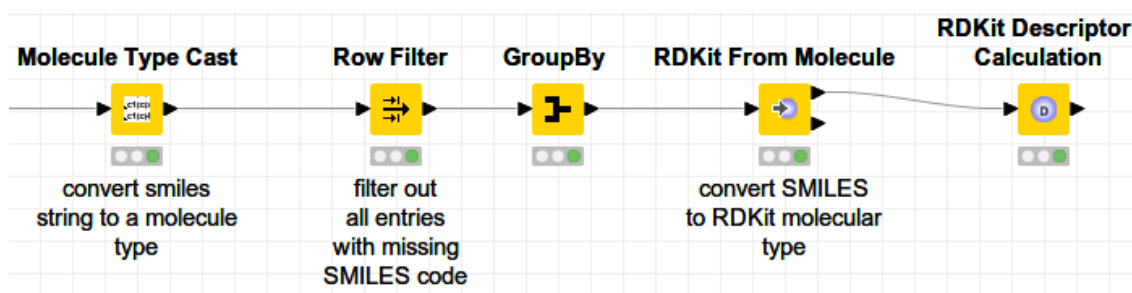 RDKit Descriptor
Calculation
Molecule Type Cast
Row Filter
GroupBy
RDKit From Molecule
D
convert smiles
string to a molecule
type
filter out
all entries
with missing
SMILES code
convert SMILES
to RDKit molecular
type